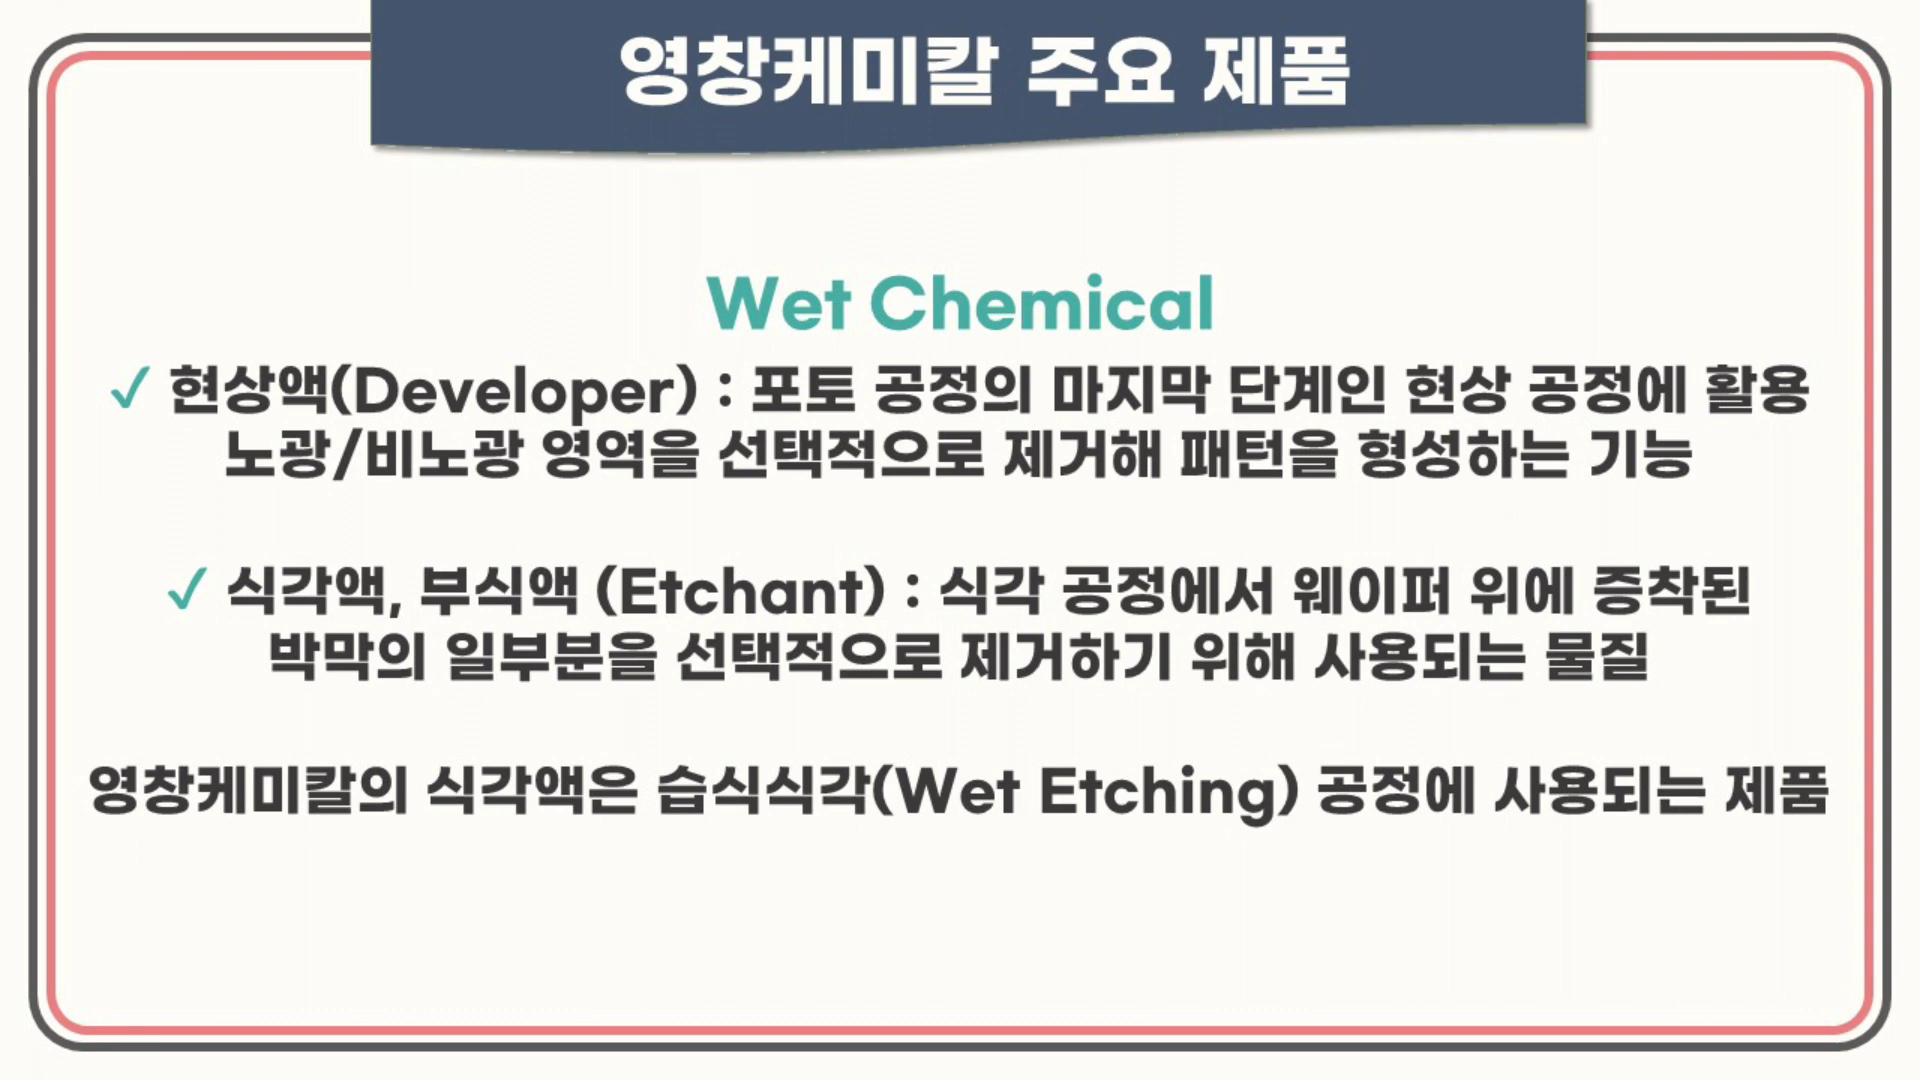 영창케미칼 주요 제품
Wet Chemical
✓ 현상액(Developer) : 포토 공정의 마지막 단계인 현상 공정에 활용
노광/비노광 영역을 선택적으로 제거해 패턴을 형성하는 기능
✓ 식각액, 부식액 (Etchant) : 식각 공정에서 웨이퍼 위에 증착된
박막의 일부분을 선택적으로 제거하기 위해 사용되는 물질
영창케미칼의 식각액은 습식식각(Wet Etching) 공정에 사용되는 제품